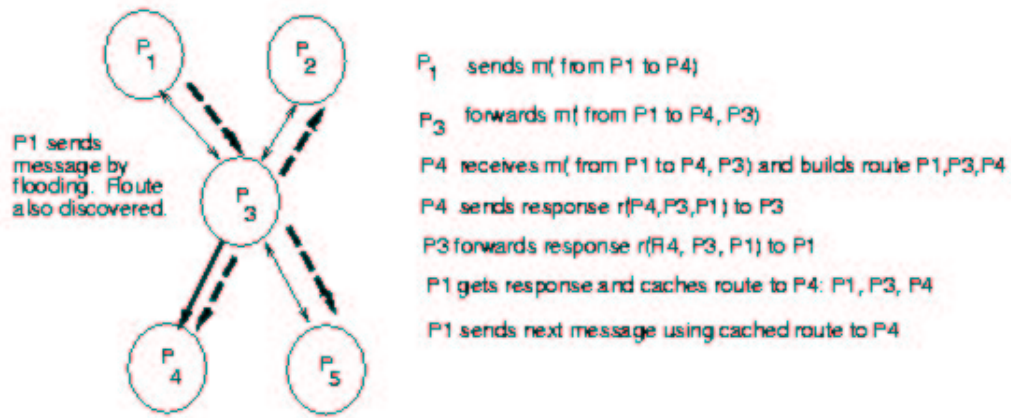 P1
P2
P1 sends
message by
flooding. Route
also discovered.
P3
P4
P5
P1 sends m( from P1 to P4)
P3 forwards m( from P1 to P4, P3)
P4 receives m( from P1 to P4, P3) and builds route P1,P3,P4
P4 sends response r(P4,P3,P1) to P3
P3 forwards response r(R4, P3, P1) to P1
P1 gets response and caches route to P4: P1, P3, P4
P1 sends next message using cached route to P4